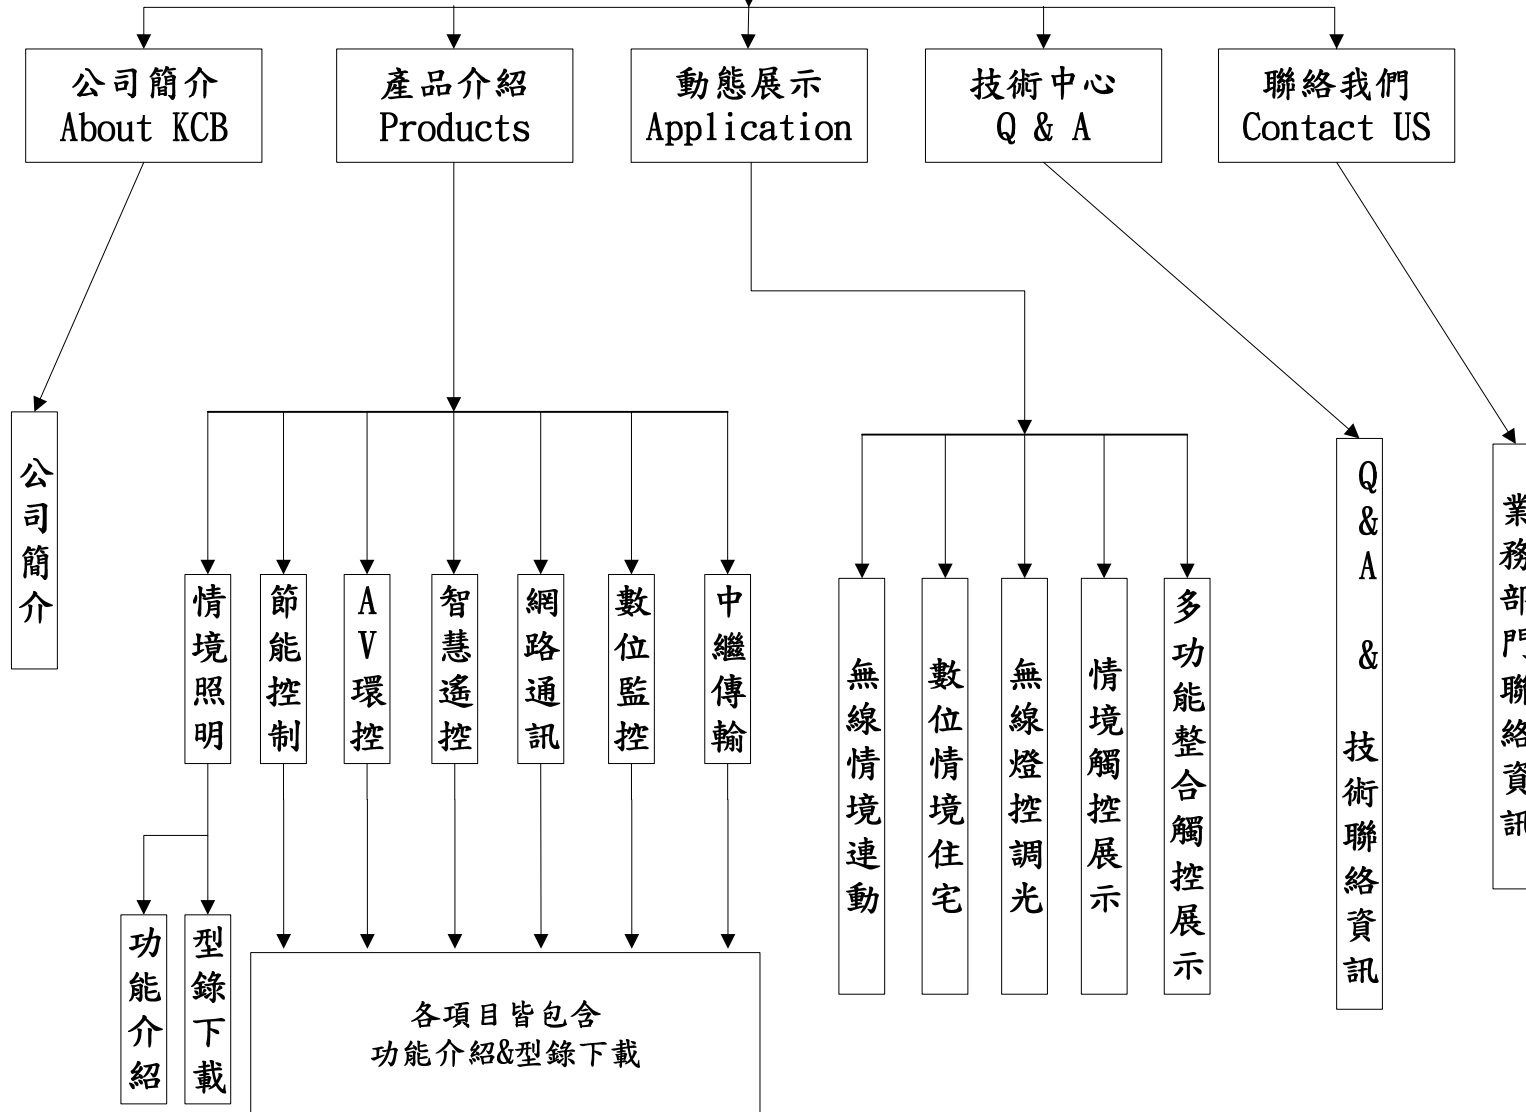 公司簡介
About KCB
產品介紹
Products
動態展示
Application
技術中心
Q & A
聯絡我們
Contact US
公司簡介
情境照明
節能控制
AV環控
智慧遙控
網路通訊
數位監控
中繼傳輸
無線情境連動
數位情境住宅
無線燈控調光
情境觸控展示
多功能整合觸控展示
Q&A & 技術聯絡資訊
業務部門聯絡資訊
功能介紹
型錄下載
各項目皆包含
功能介紹&型錄下載